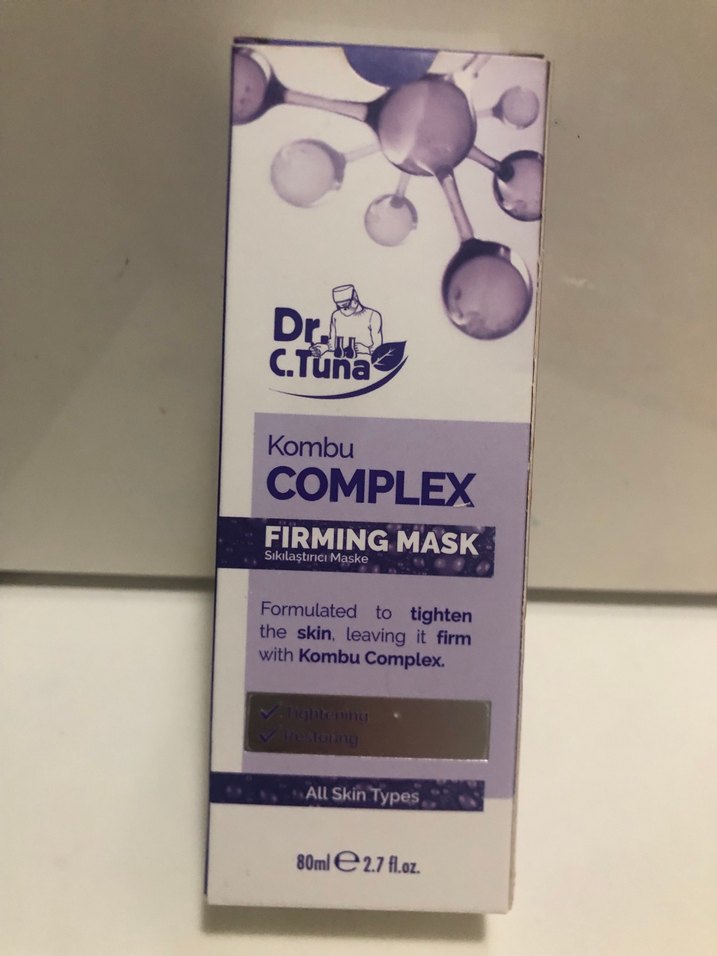 Dr.
C.Tuna
Kombu
COMPLEX
FIRMING MASK
Sıkılaştırıcı Maske
Formulated to tighten
the skin, leaving it firm
with Kombu Complex.
✓ Tightening
✓ Restoring
All Skin Types
80ml ℮ 2.7 fl.oz.